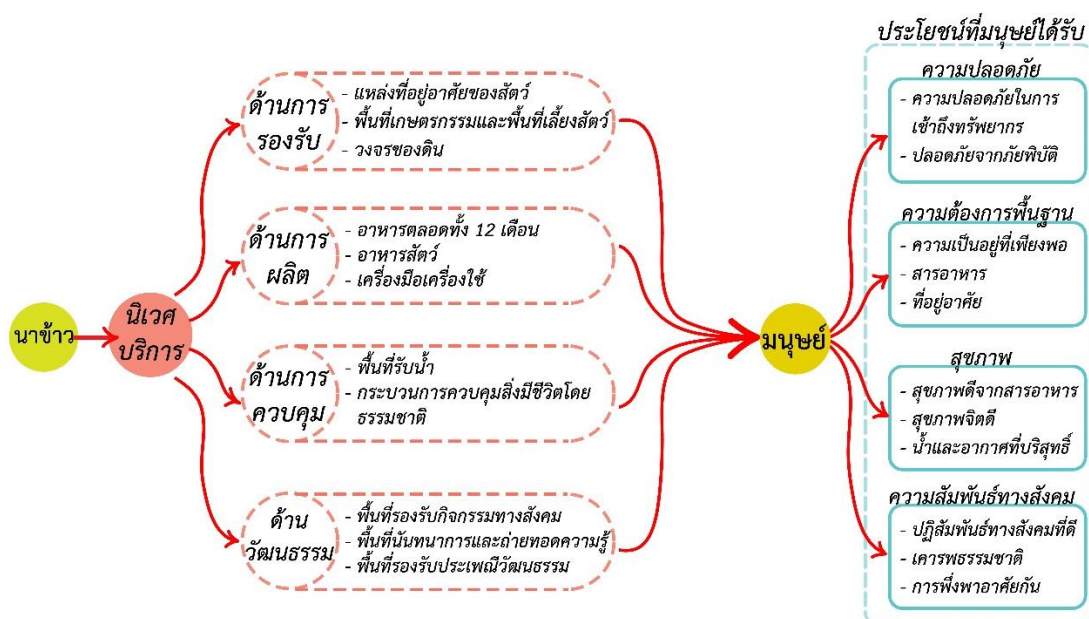 นาข้าว
นิเวศ
บริการ
ด้านการ
รองรับ
- แหล่งที่อยู่อาศัยของสัตว์
- พื้นที่เกษตรกรรมและพื้นที่เลี้ยงสัตว์
- วงจรของดิน
ด้านการ
ผลิต
- อาหารตลอดทั้ง 12 เดือน
- อาหารสัตว์
- เครื่องมือเครื่องใช้
ด้านการ
ควบคุม
- พื้นที่รับน้ำ
- กระบวนการควบคุมสิ่งมีชีวิตโดย
ธรรมชาติ
ด้าน
วัฒนธรรม
- พื้นที่รองรับกิจกรรมทางสังคม
- พื้นที่นันทนาการและถ่ายทอดความรู้
- พื้นที่รองรับประเพณีวัฒนธรรม
มนุษย์
ประโยชน์ที่มนุษย์ได้รับ
ความปลอดภัย
- ความปลอดภัยในการ
เข้าถึงทรัพยากร
- ปลอดภัยจากภัยพิบัติ
ความต้องการพื้นฐาน
- ความเป็นอยู่ที่เพียงพอ
- สารอาหาร
- ที่อยู่อาศัย
สุขภาพ
- สุขภาพดีจากสารอาหาร
- สุขภาพจิตดี
- น้ำและอากาศที่บริสุทธิ์
ความสัมพันธ์ทางสังคม
- ปฏิสัมพันธ์ทางสังคมที่ดี
- เคารพธรรมชาติ
- การพึ่งพาอาศัยกัน